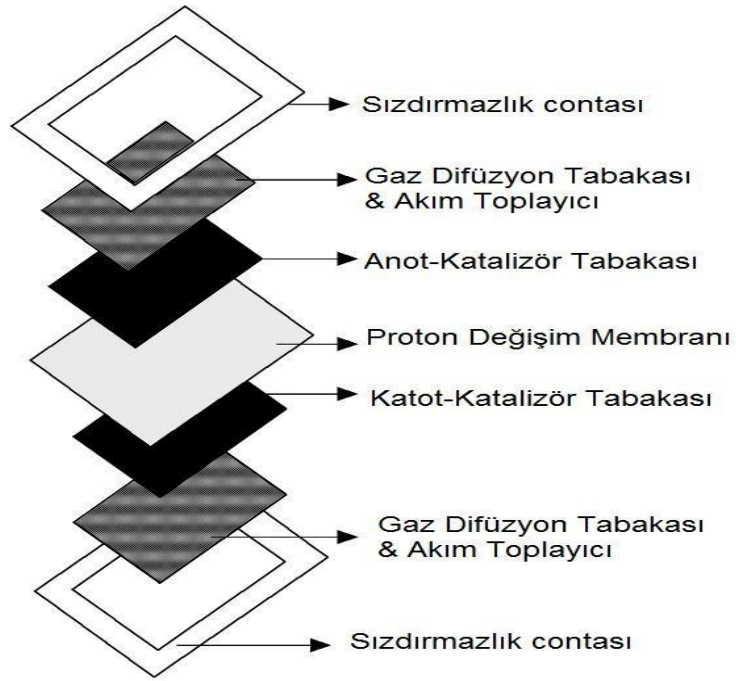 Sızdırmazlık contası
Gaz Difüzyon Tabakası
& Akım Toplayıcı
Anot-Katalizör Tabakası
Proton Değişim Membranı
Katot-Katalizör Tabakası
Gaz Difüzyon Tabakası
& Akım Toplayıcı
Sızdırmazlık contası